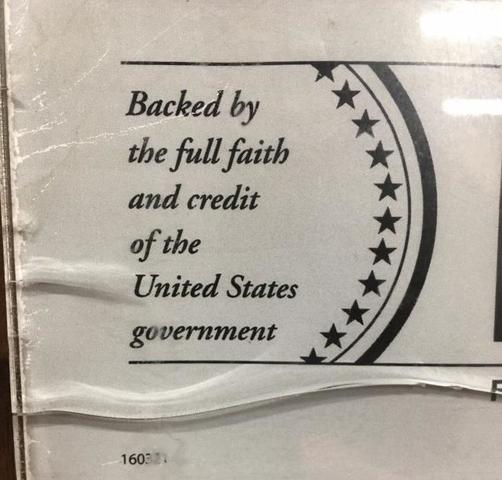 Backed by
the full faith
and credit
of the
United States
government